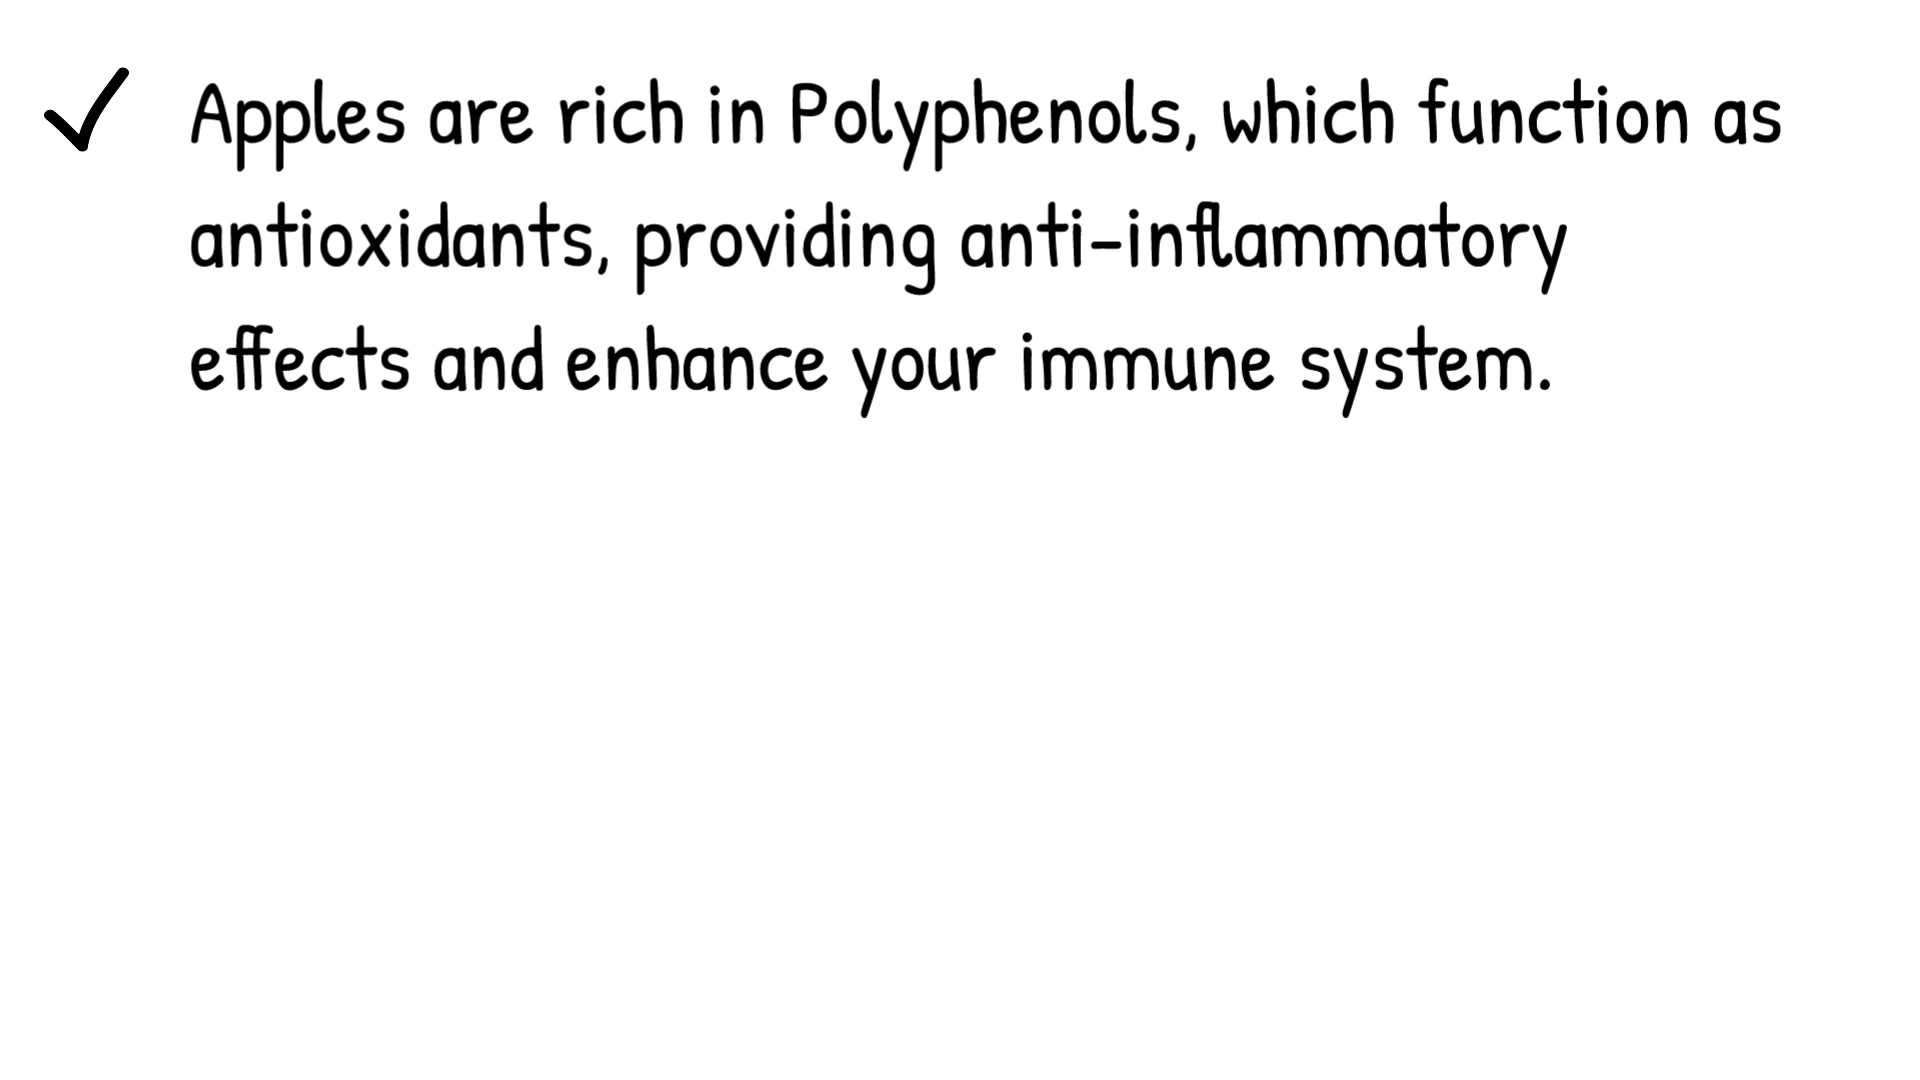 ✓ Apples are rich in Polyphenols, which function as
antioxidants, providing anti-inflammatory
effects and enhance your immune system.